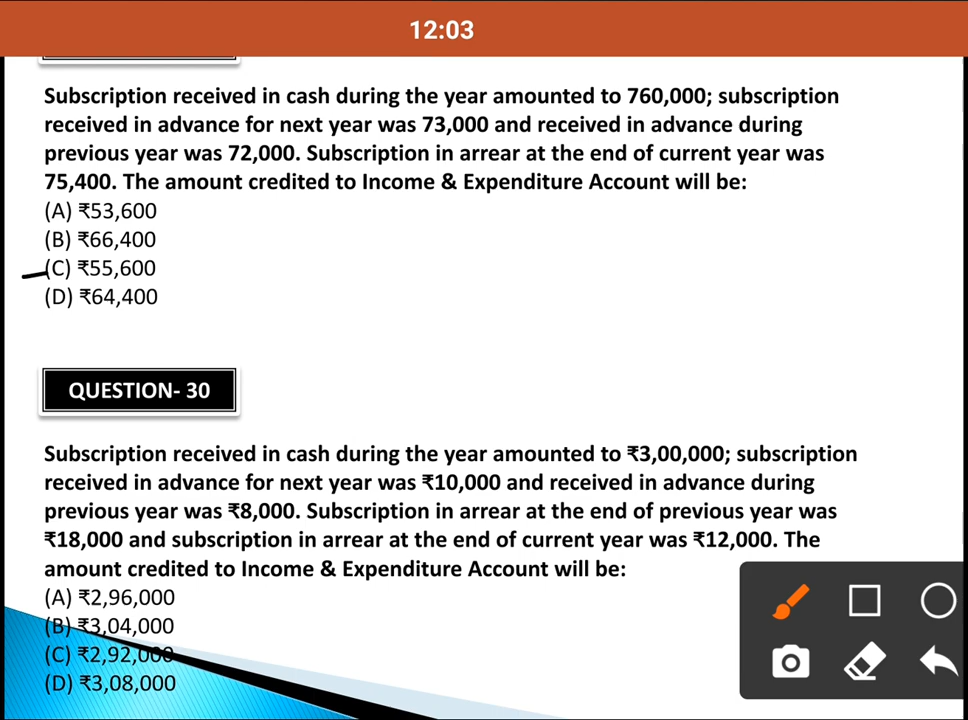 12:03
Subscription received in cash during the year amounted to 760,000; subscription
received in advance for next year was 73,000 and received in advance during
previous year was 72,000. Subscription in arrear at the end of current year was
75,400. The amount credited to Income & Expenditure Account will be:
(A) ₹53,600
(B) ₹66,400
(C) ₹55,600
(D) ₹64,400
QUESTION- 30
Subscription received in cash during the year amounted to ₹3,00,000; subscription
received in advance for next year was ₹10,000 and received in advance during
previous year was ₹8,000. Subscription in arrear at the end of previous year was
₹18,000 and subscription in arrear at the end of current year was ₹12,000. The
amount credited to Income & Expenditure Account will be:
(A) ₹2,96,000
(B) ₹3,04,000
(C) ₹2,92,000
(D) ₹3,08,000